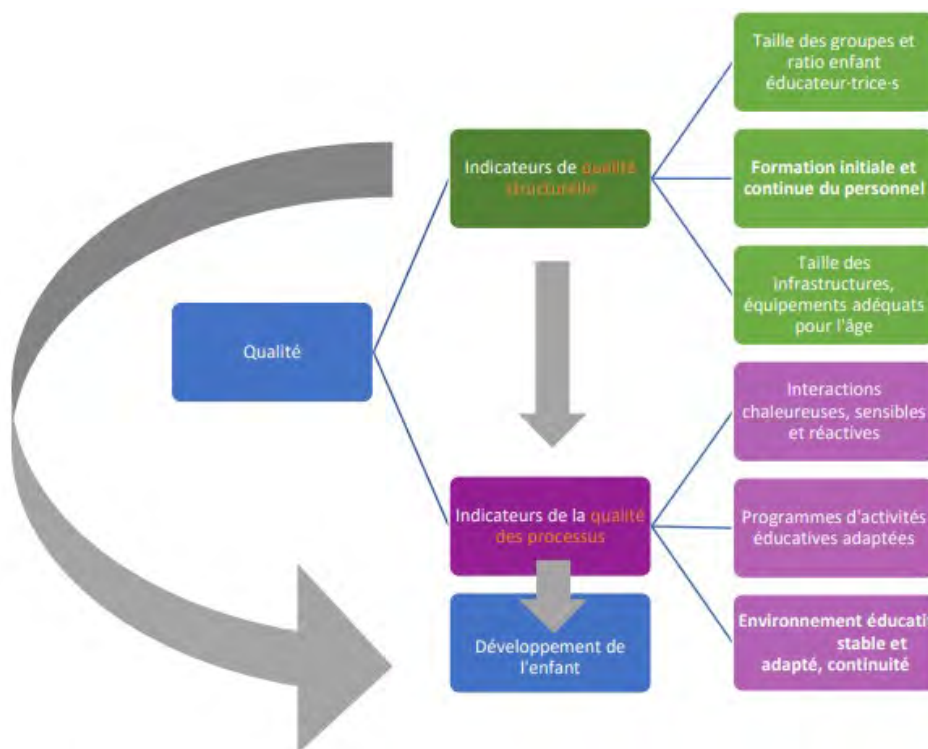 Taille des groupes et
ratio enfant
éducateur·trice·s
Indicateurs de qualité
structurelle
Formation initiale et
continue du personnel
Taille des
infrastructures,
équipements adéquats
pour l'âge
Qualité
Interactions
chaleureuses, sensibles
et réactives
Indicateurs de la qualité
des processus
Programmes d'activités
éducatives adaptées
Développement de
l'enfant
Environnement éducati
stable et
adapté, continuité